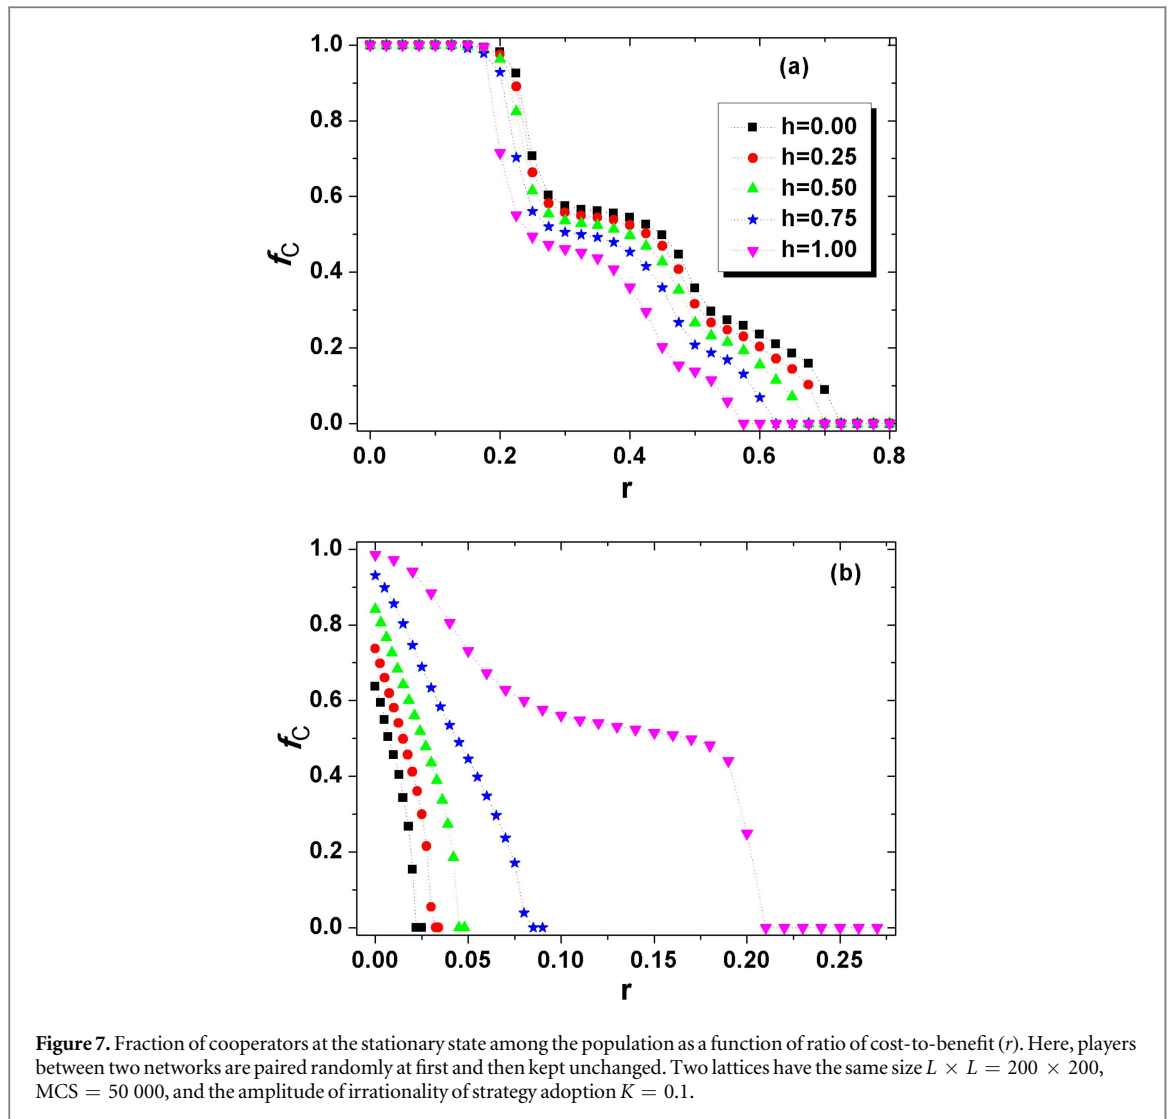 1.0
0.8
0.6
0.4
0.2
0.0
fC
(a)
h=0.00
h=0.25
h=0.50
h=0.75
h=1.00
0.0 0.2 0.4 0.6 0.8
r
1.0
0.8
0.6
0.4
0.2
0.0
fC
(b)
0.00 0.05 0.10 0.15 0.20 0.25
r
Figure 7. Fraction of cooperators at the stationary state among the population as a function of ratio of cost-to-benefit (r). Here, players
between two networks are paired randomly at first and then kept unchanged. Two lattices have the same size L × L = 200 × 200,
MCS = 50 000, and the amplitude of irrationality of strategy adoption K = 0.1.